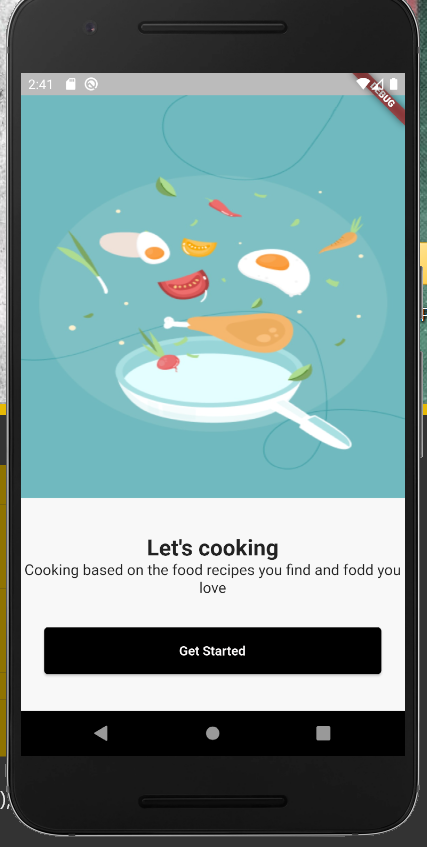 2:41
DEBUG
Let's cooking
Cooking based on the food recipes you find and fodd you
love
Get Started
),